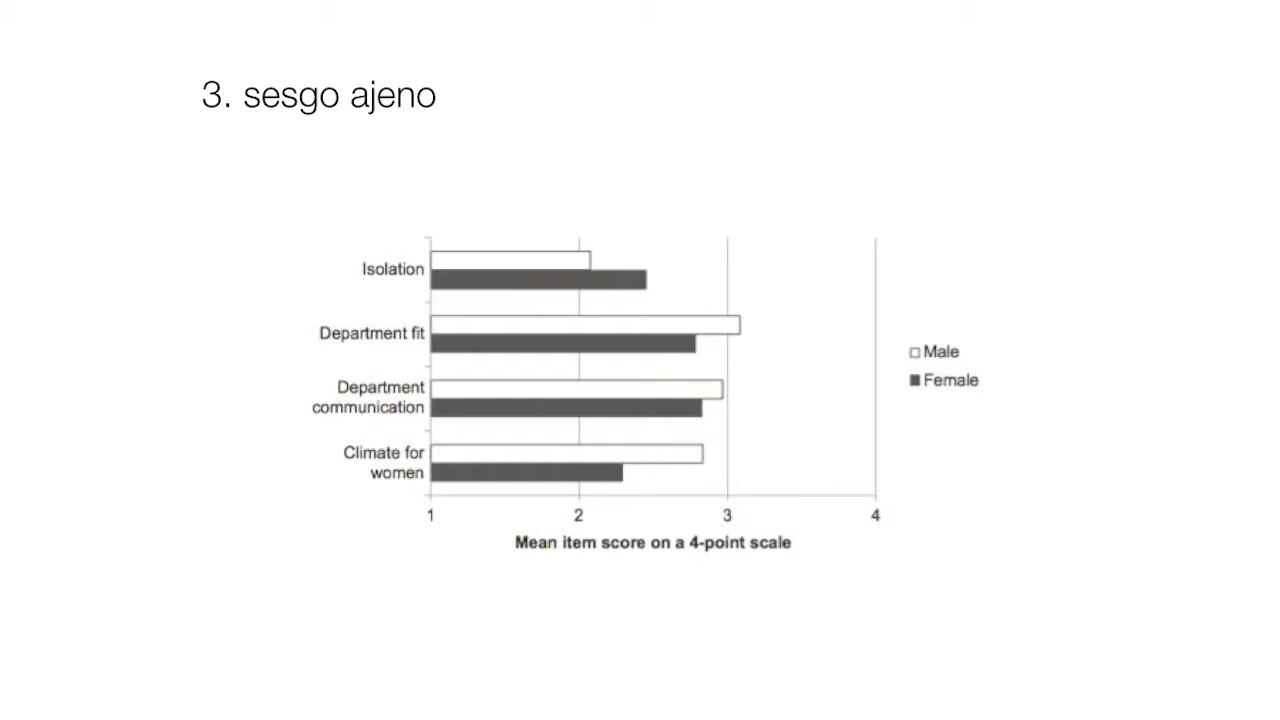 3. sesgo ajeno
Isolation
Department fit
Department
communication
Climate for
women
1 2 3 4
Mean item score on a 4-point scale
Male
Female